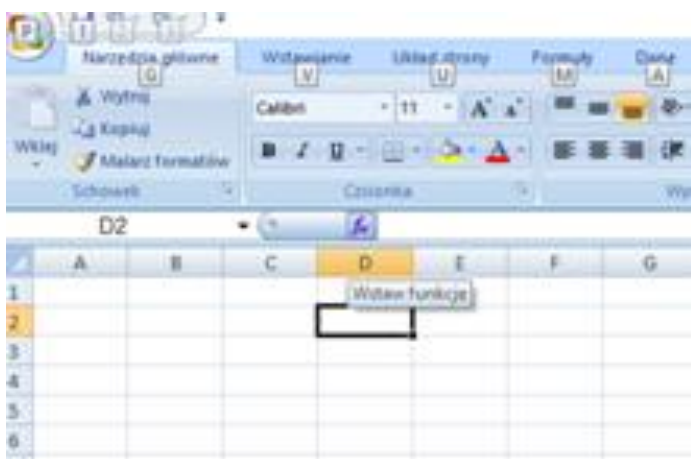 P
Narzędzia główne Wstawianie Układ strony Formuły Dane
G V U M A
Wytnij
Kopiuj
Wklej
Malarz formatów
Calibri 11 A A
B I U A
Schowek Czcionka
D2 fx
A B C D E F G
1
Wstaw funkcję
2
3
4
5
6